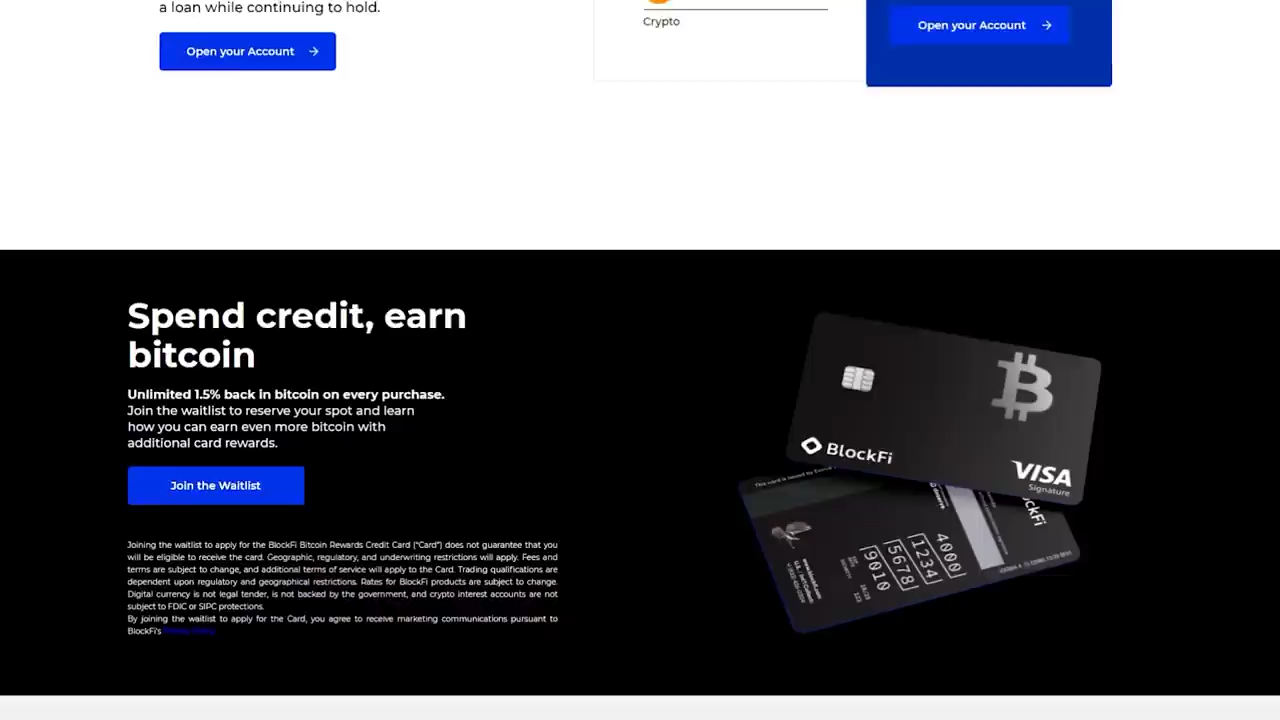 a loan while continuing to hold.
Open your Account
Crypto
Open your Account
Spend credit, earn
bitcoin
Unlimited 1.5% back in bitcoin on every purchase.
Join the waitlist to reserve your spot and learn
how you can earn even more bitcoin with
additional card rewards.
Join the Waitlist
Joining the waitlist to apply for the BlockFi Bitcoin Rewards Credit Card ("Card") does not guarantee that you
will be eligible to receive the card. Geographic, regulatory, and underwriting restrictions will apply. Fees and
terms are subject to change, and additional terms of service will apply to the Card. Trading qualifications are
dependent upon regulatory and geographical restrictions. Rates for BlockFi products are subject to change.
Digital currency is not legal tender, is not backed by the government, and crypto interest accounts are not
subject to FDIC or SIPC protections.
By joining the waitlist to apply for the Card, you agree to receive marketing communications pursuant to
BlockFi's Privacy Policy
BlockFi
VISA
Signature
4000
1234
5678
9010
ckFi